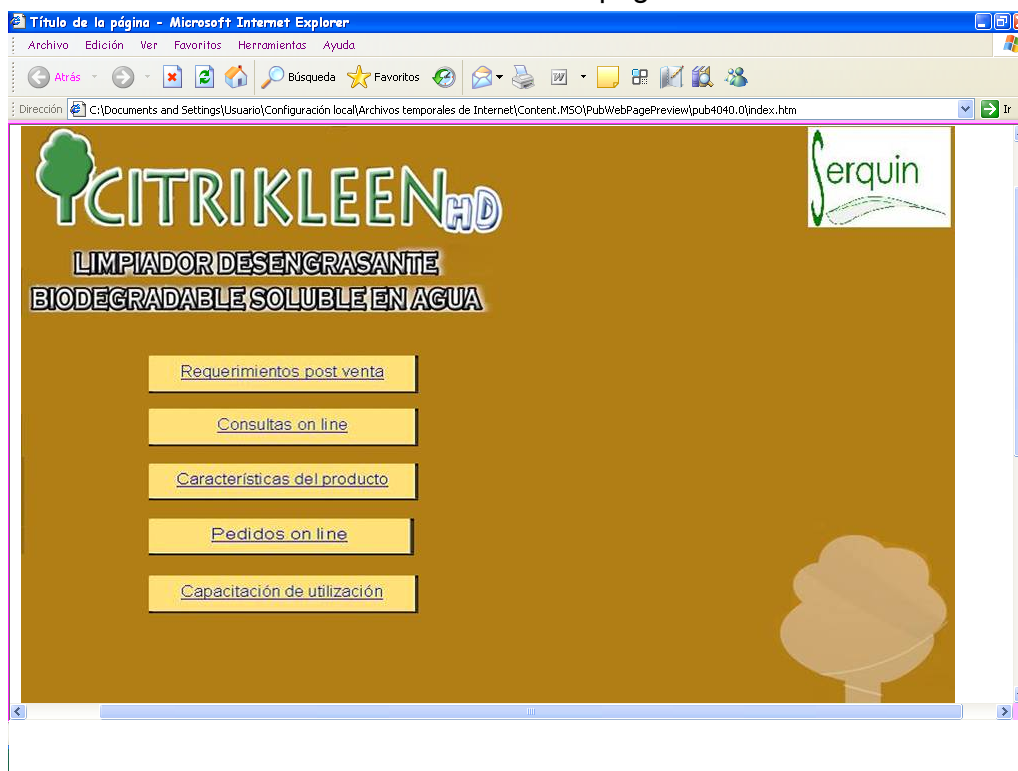 pág
Título de la página - Microsoft Internet Explorer
Archivo Edición Ver Favoritos Herramientas Ayuda
Atrás Búsqueda Favoritos
Dirección C:\Documents and Settings\Usuario\Configuración local\Archivos temporales de Internet\Content.MSO\PubWebPagePreview\pub4040.0\index.htm Ir
CITRIKLEEN HD
Serquin
LIMPIADOR DESENGRASANTE
BIODEGRADABLE SOLUBLE EN AGUA
Requerimientos post venta
Consultas on line
Características del producto
Pedidos on line
Capacitación de utilización